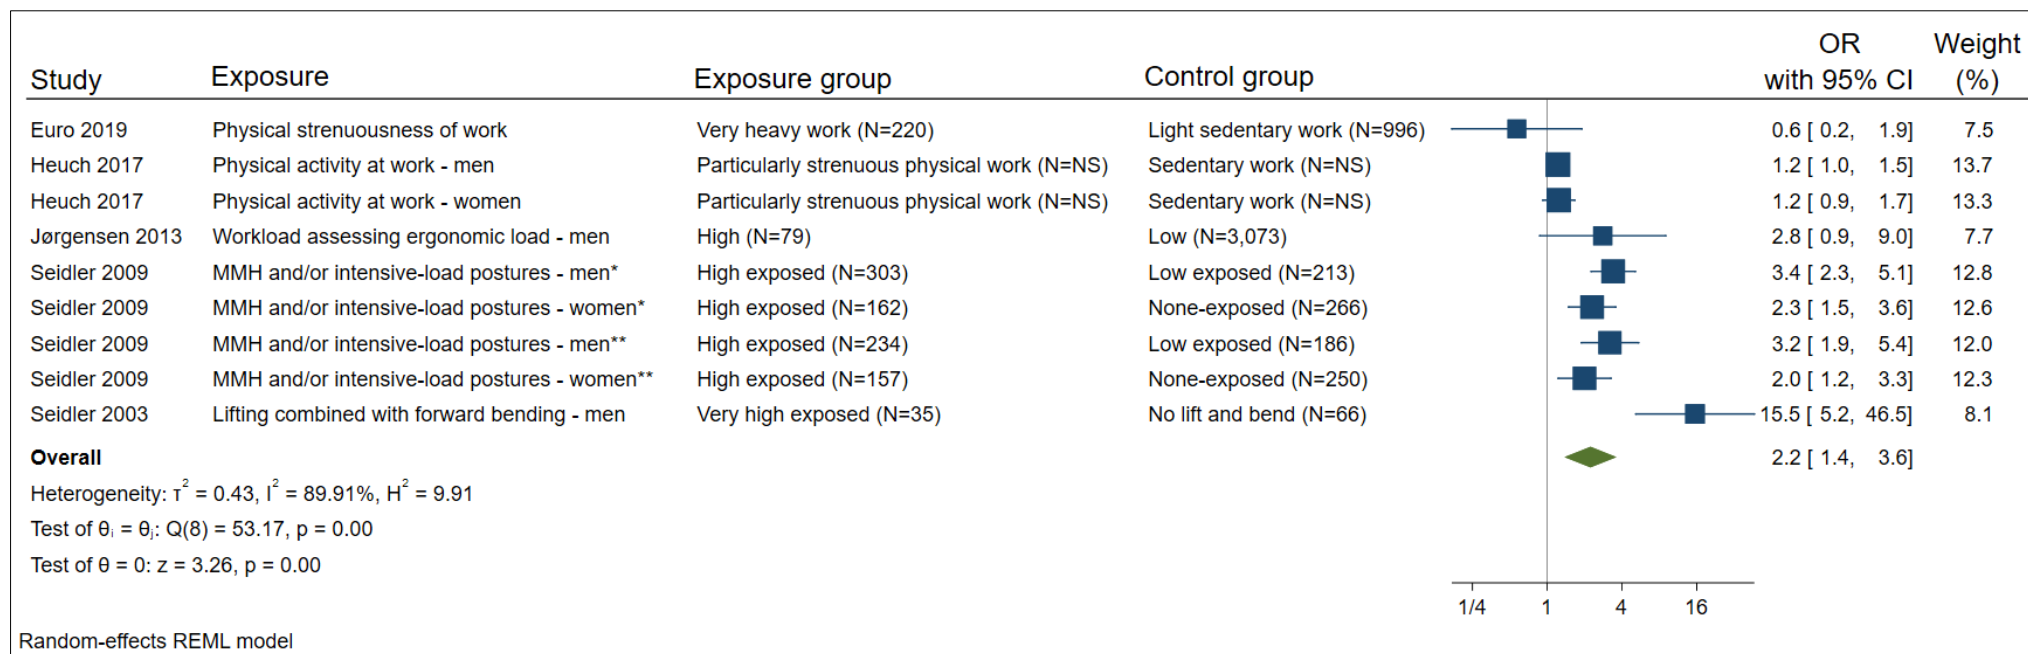 OR Weight
Study Exposure Exposure group Control group with 95% CI (%)
Euro 2019 Physical strenuousness of work Very heavy work (N=220) Light sedentary work (N=996) 0.6 [ 0.2, 1.9] 7.5
Heuch 2017 Physical activity at work - men Particularly strenuous physical work (N=NS) Sedentary work (N=NS) 1.2 [ 1.0, 1.5] 13.7
Heuch 2017 Physical activity at work - women Particularly strenuous physical work (N=NS) Sedentary work (N=NS) 1.2 [ 0.9, 1.7] 13.3
Jørgensen 2013 Workload assessing ergonomic load - men High (N=79) Low (N=3,073) 2.8 [ 0.9, 9.0] 7.7
Seidler 2009 MMH and/or intensive-load postures - men* High exposed (N=303) Low exposed (N=213) 3.4 [ 2.3, 5.1] 12.8
Seidler 2009 MMH and/or intensive-load postures - women* High exposed (N=162) None-exposed (N=266) 2.3 [ 1.5, 3.6] 12.6
Seidler 2009 MMH and/or intensive-load postures - men** High exposed (N=234) Low exposed (N=186) 3.2 [ 1.9, 5.4] 12.0
Seidler 2009 MMH and/or intensive-load postures - women** High exposed (N=157) None-exposed (N=250) 2.0 [ 1.2, 3.3] 12.3
Seidler 2003 Lifting combined with forward bending - men Very high exposed (N=35) No lift and bend (N=66) 15.5 [ 5.2, 46.5] 8.1
Overall 2.2 [ 1.4, 3.6]
Heterogeneity: τ² = 0.43, I² = 89.91%, H² = 9.91
Test of θᵢ = θⱼ: Q(8) = 53.17, p = 0.00
Test of θ = 0: z = 3.26, p = 0.00
1/4 1 4 16
Random-effects REML model